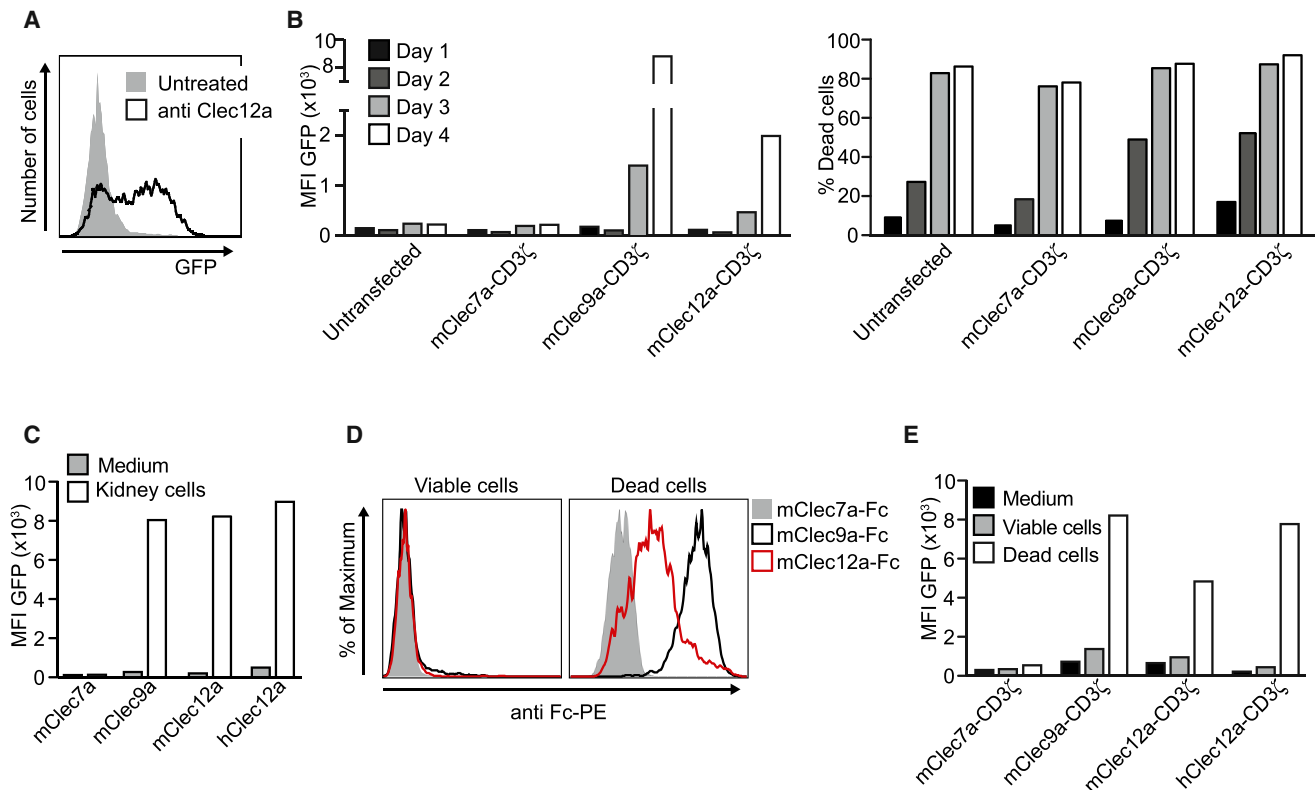 A
Number of cells
Untreated
anti Clec12a
GFP
B
MFI GFP (x10³)
10
8
2
1
0
Day 1
Day 2
Day 3
Day 4
Untransfected
mClec7a-CD3ζ
mClec9a-CD3ζ
mClec12a-CD3ζ
% Dead cells
100
80
60
40
20
0
Untransfected
mClec7a-CD3ζ
mClec9a-CD3ζ
mClec12a-CD3ζ
C
Medium
Kidney cells
MFI GFP (x10³)
10
8
6
4
2
0
mClec7a
mClec9a
mClec12a
hClec12a
D
Viable cells
Dead cells
% of Maximum
anti Fc-PE
mClec7a-Fc
mClec9a-Fc
mClec12a-Fc
E
MFI GFP (x10³)
10
8
6
4
2
0
Medium
Viable cells
Dead cells
mClec7a-CD3ζ
mClec9a-CD3ζ
mClec12a-CD3ζ
hClec12a-CD3ζ